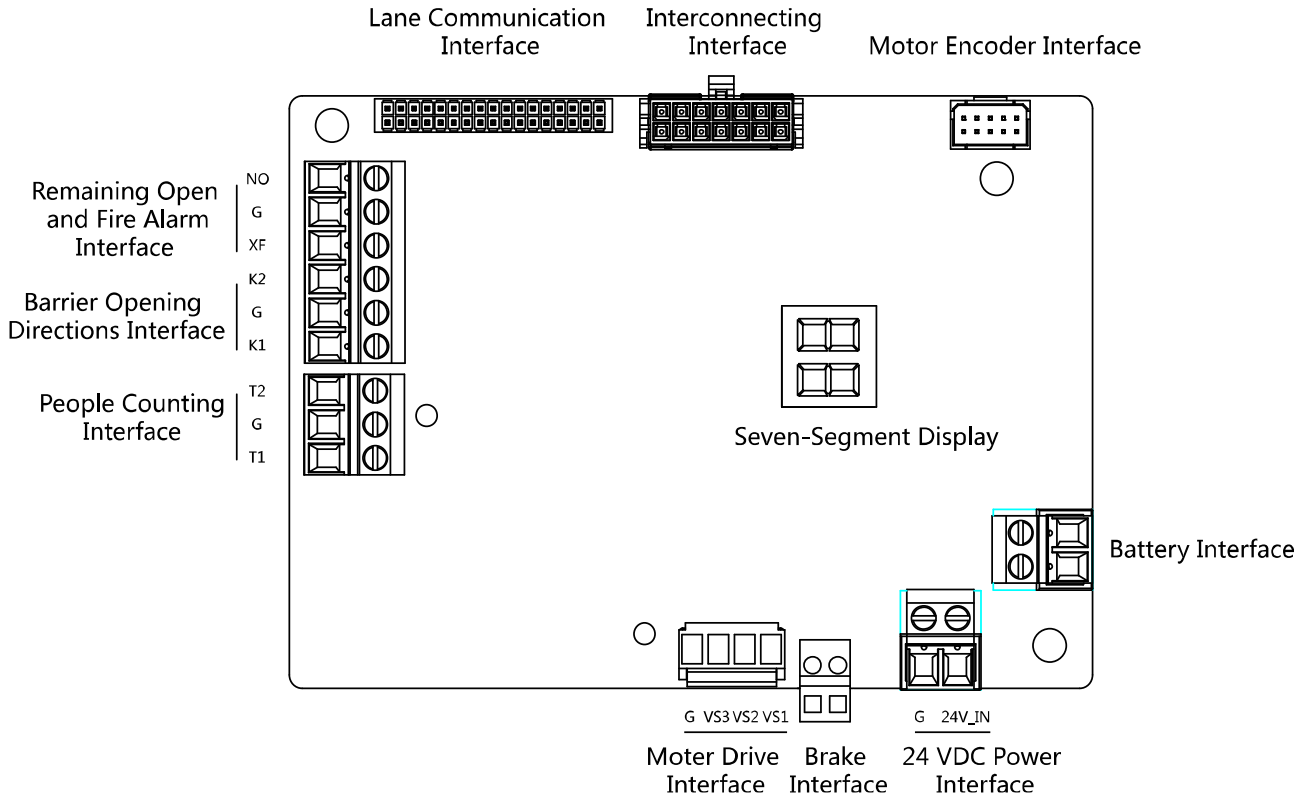 Lane Communication
Interface
Interconnecting
Interface
Motor Encoder Interface
Remaining Open
and Fire Alarm
Interface
NO
G
XF
Barrier Opening
Directions Interface
K2
G
K1
People Counting
Interface
T2
G
T1
Seven-Segment Display
Battery Interface
G VS3 VS2 VS1
Moter Drive
Interface
Brake
Interface
G 24V_IN
24 VDC Power
Interface